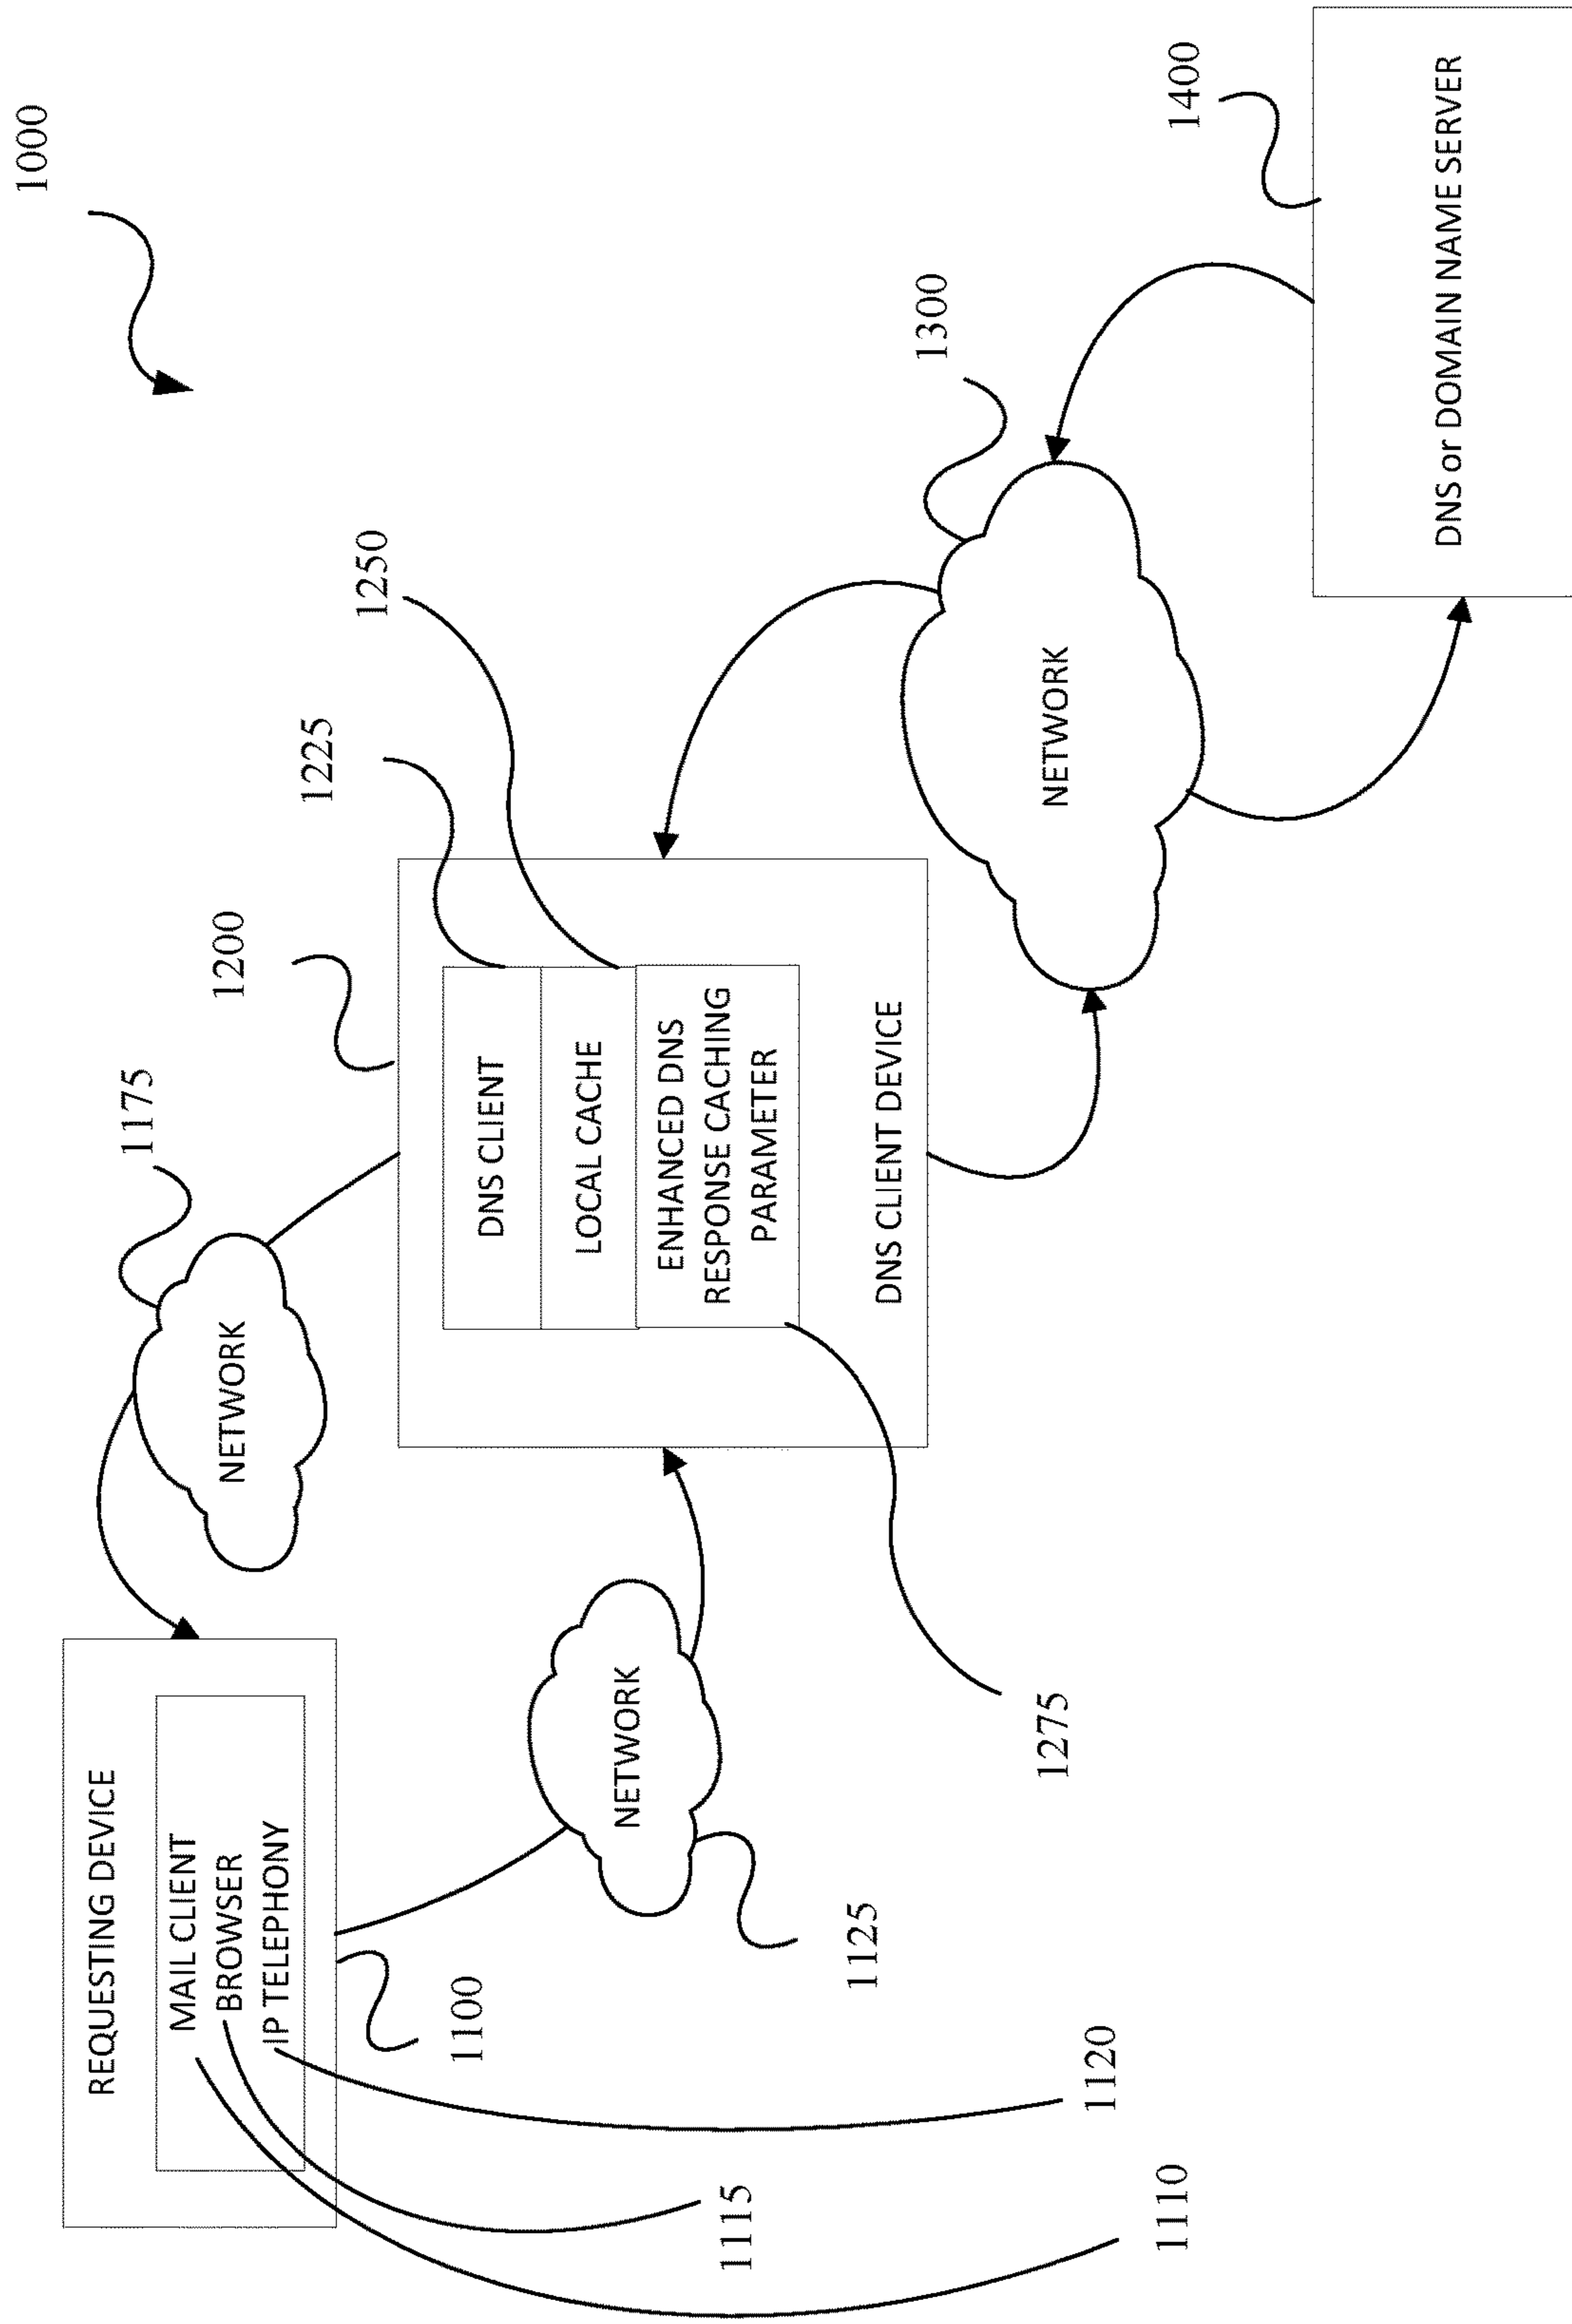 1000
REQUESTING DEVICE
MAIL CLIENT
BROWSER
IP TELEPHONY
1100
1110
1115
1120
NETWORK
1125
NETWORK
1175
1200
DNS CLIENT
LOCAL CACHE
ENHANCED DNS
RESPONSE CACHING
PARAMETER
DNS CLIENT DEVICE
1225
1250
1275
NETWORK
1300
DNS or DOMAIN NAME SERVER
1400